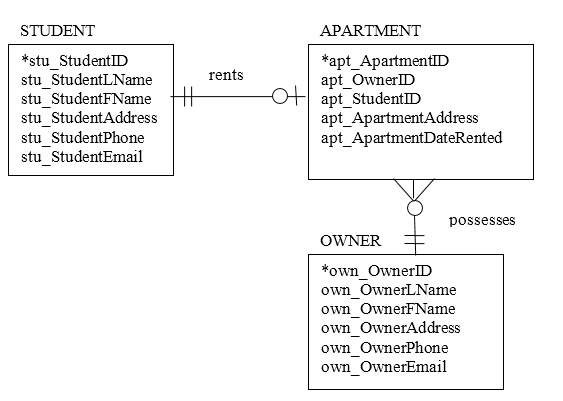 STUDENT
*stu_StudentID
stu_StudentLName
stu_StudentFName
stu_StudentAddress
stu_StudentPhone
stu_StudentEmail
rents
APARTMENT
*apt_ApartmentID
apt_OwnerID
apt_StudentID
apt_ApartmentAddress
apt_ApartmentDateRented
possesses
OWNER
*own_OwnerID
own_OwnerLName
own_OwnerFName
own_OwnerAddress
own_OwnerPhone
own_OwnerEmail